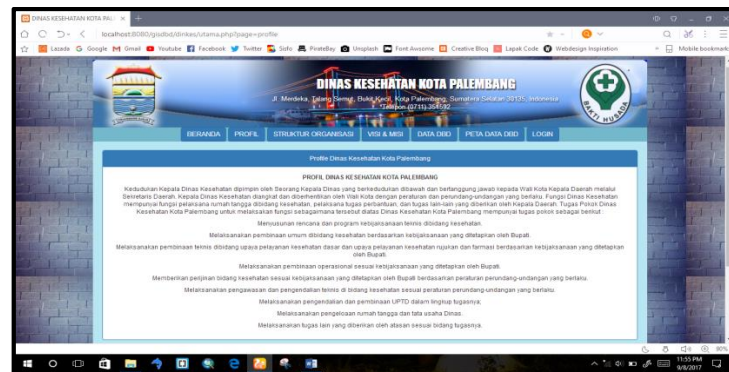 DINAS KESEHATAN KOTA PAL
localhost:8080/godbd/dinkes/utama.php?page=profile
Lazada Google Gmail Youtube Facebook Twitter Sido PirateBay Unsplash Font Awsome Creative Bloq Lapak Code Webdesign Inspiration Mobile bookmark
DINAS KESEHATAN KOTA PALEMBANG
Jl. Merdeka, Talang Semut, Bukit Kecil, Kota Palembang, Sumatera Selatan 30135, Indonesia
Telepon (0711) 354592
BAKTI HUSADA
BERANDA PROFIL STRUKTUR ORGANISASI VISI & MISI DATA DBD PETA DATA DBD LOGIN
Profile Dinas Kesehatan Kota Palembang
PROFIL DINAS KESEHATAN KOTA PALEMBANG
Kedudukan Kepala Dinas Kesehatan dipimpin oleh Seorang Kepala Dinas yang berkedudukan dibawah dan bertanggung jawab kepada Wali Kota Kepala Daerah melalui
Sekretaris Daerah. Kepala Dinas Kesehatan diangkat dan diberhentikan oleh Wali Kota dengan peraturan dan perundang-undangan yang berlaku. Fungsi Dinas Kesehatan
mempunyai fungsi pelaksana rumah tangga dibidang kesehatan, pelaksana tugas perbantuan, dan tugas lain-lain yang diberikan oleh Kepala Daerah. Tugas Pokok Dinas
Kesehatan Kota Palembang untuk melaksakan fungsi sebagaimana tersebut diatas Dinas Kesehatan Kota Palembang mempunyai tugas pokok sebagai berikut :
Menyusunan rencana dan program kebijaksanaan teknis dibidang kesehatan.
Melaksanakan pembinaan umum dibidang kesehatan berdasarkan kebijaksanaan yang ditetapkan oleh Bupati.
Melaksanakan pembinaan teknis dibidang upaya pelayanan kesehatan dasar dan upaya pelayanan kesehatan rujukan dan farmasi berdasarkan kebijaksanaan yang ditetapkan
oleh Bupati.
Melaksanakan pembinaan operasional sesuai kebijaksanaan yang ditetapkan oleh Bupati.
Memberikan perijinan bidang kesehatan sesuai kebijaksanaan yang ditetapkan oleh Bupati berdasarkan peraturan perundang-undangan yang berlaku.
Melaksanakan pengawasan dan pengendalian teknis di bidang kesehatan sesuai peraturan perundang-undangan yang berlaku.
Melaksanakan pengendalian dan pembinaan UPTD dalam lingkup tugasnya;
Melaksanakan pengelolaan rumah tangga dan tata usaha Dinas.
Melaksanakan tugas lain yang diberikan oleh atasan sesuai bidang tugasnya.
90%
11:55 PM
9/8/2017